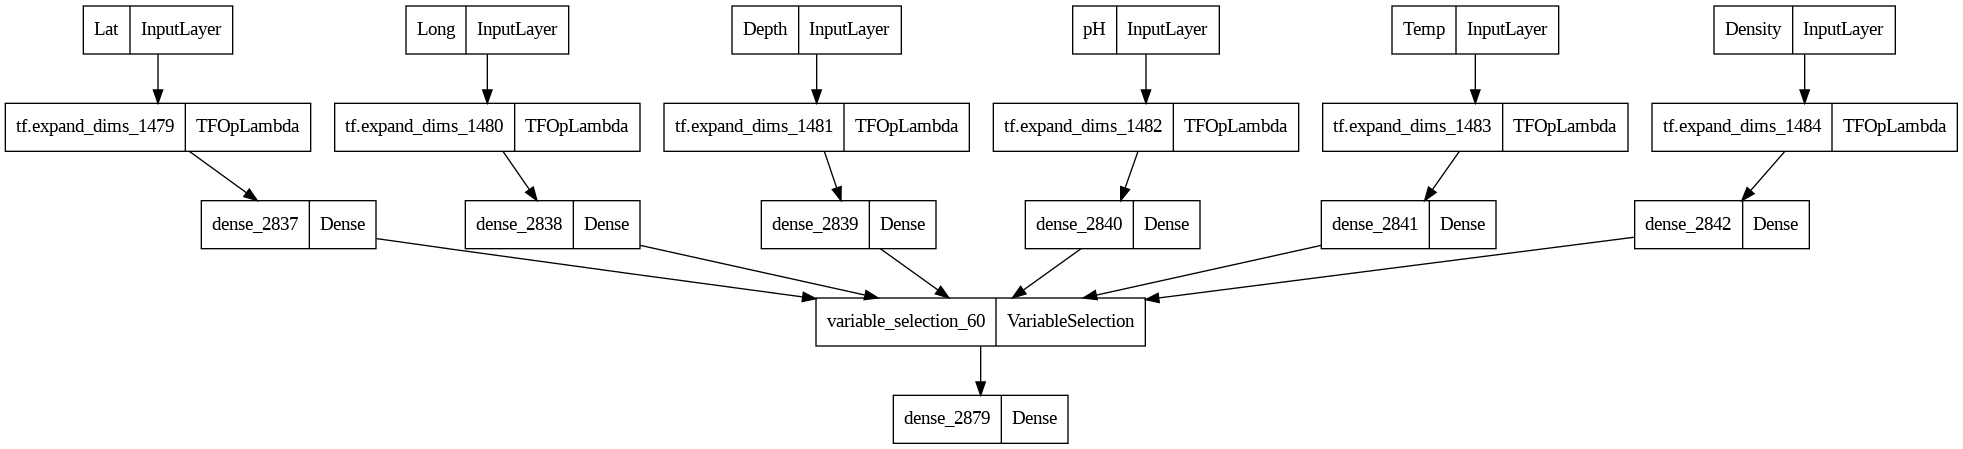 Lat InputLayer Long InputLayer Depth InputLayer pH InputLayer Temp InputLayer Density InputLayer
tf.expand_dims_1479 TFOpLambda tf.expand_dims_1480 TFOpLambda tf.expand_dims_1481 TFOpLambda tf.expand_dims_1482 TFOpLambda tf.expand_dims_1483 TFOpLambda tf.expand_dims_1484 TFOpLambda
dense_2837 Dense dense_2838 Dense dense_2839 Dense dense_2840 Dense dense_2841 Dense dense_2842 Dense
variable_selection_60 VariableSelection
dense_2879 Dense